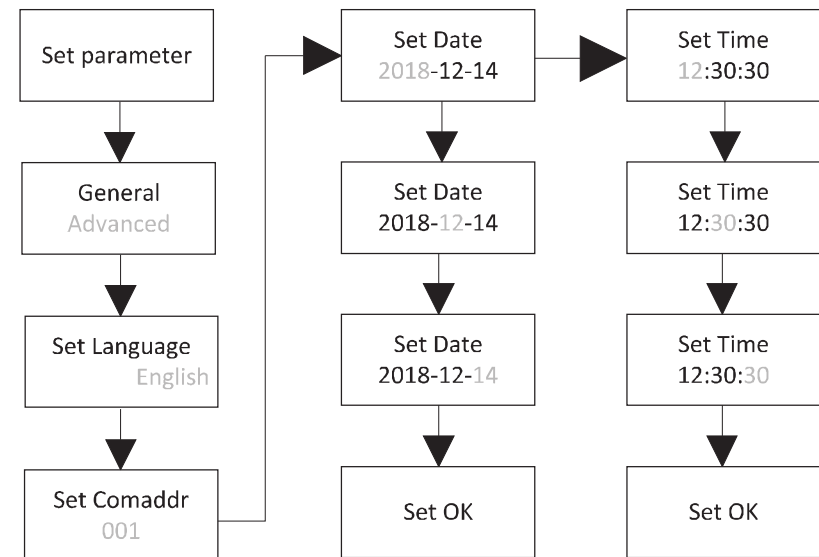 Set parameter
General
Advanced
Set Language
English
Set Comaddr
001
Set Date
2018-12-14
Set Date
2018-12-14
Set Date
2018-12-14
Set OK
Set Time
12:30:30
Set Time
12:30:30
Set Time
12:30:30
Set OK